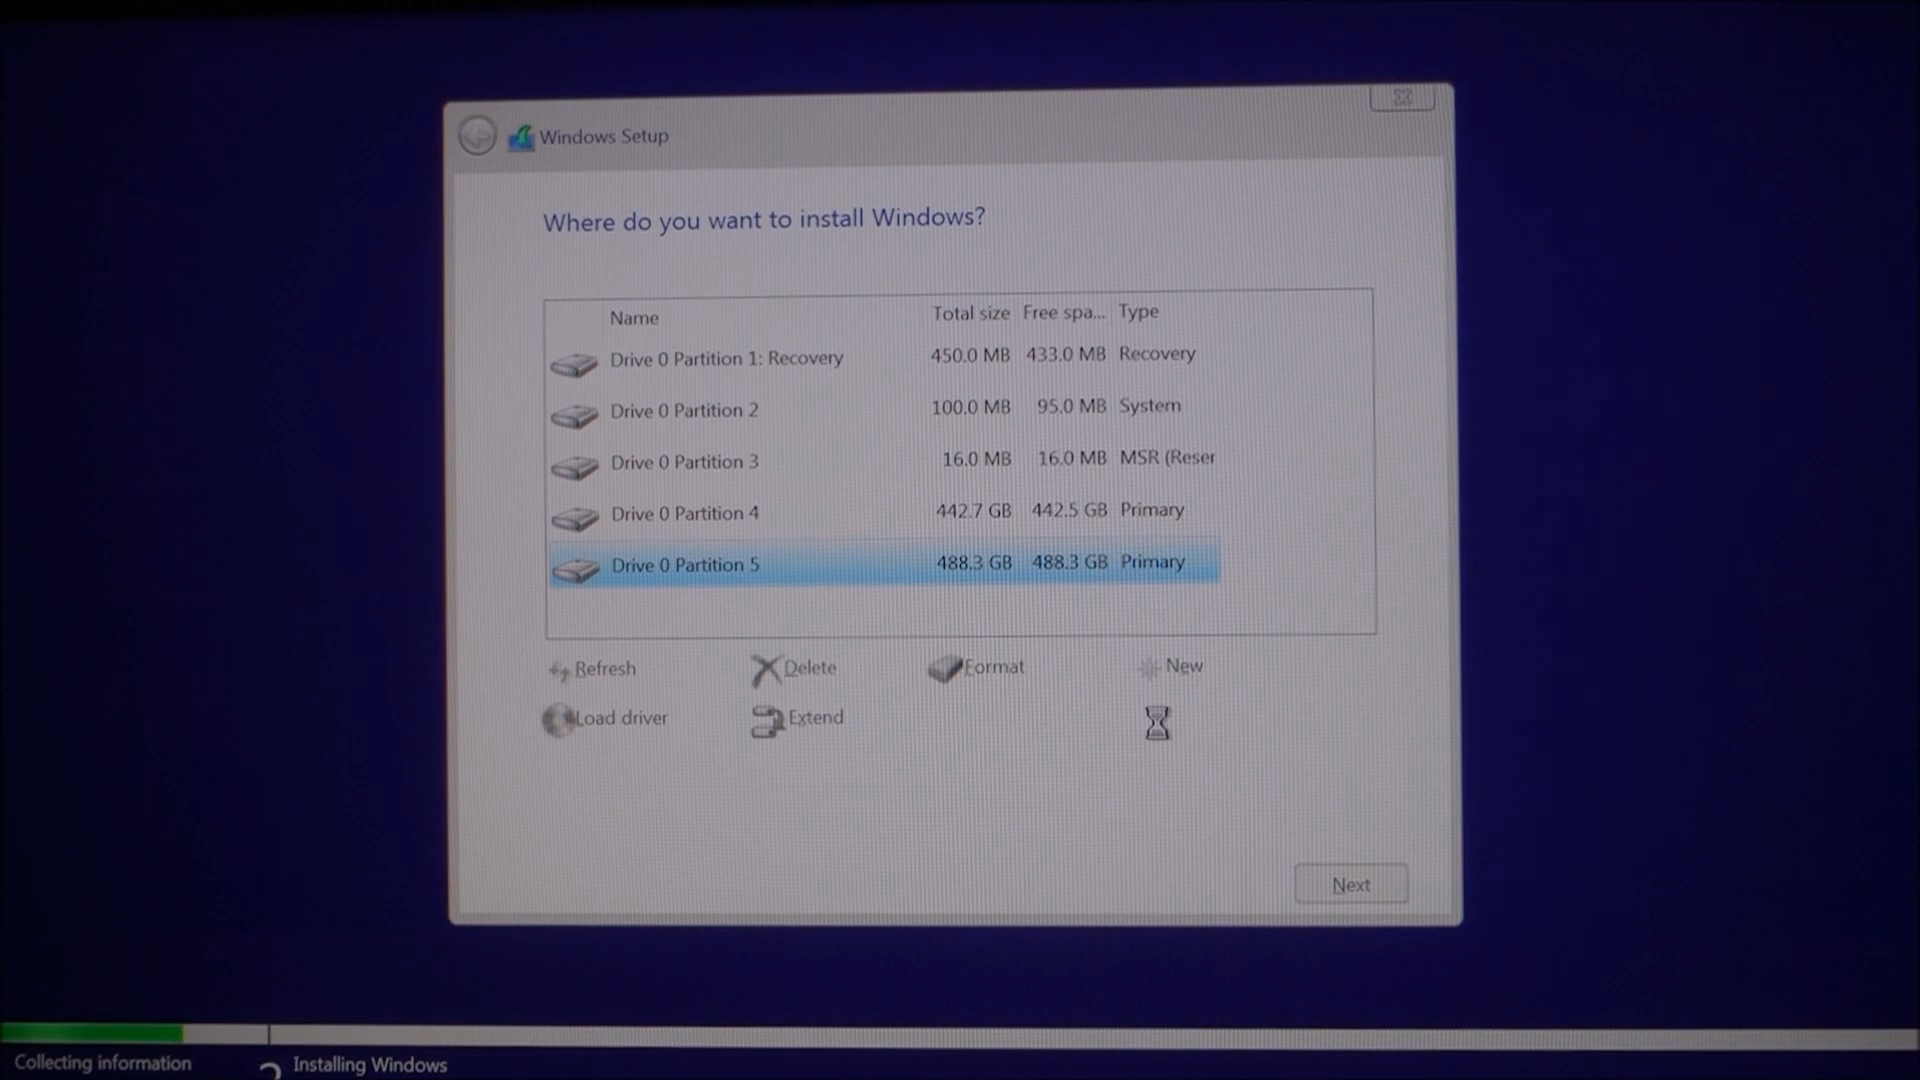 Windows Setup
Where do you want to install Windows?
Name Total size Free spa... Type
Drive 0 Partition 1: Recovery 450.0 MB 433.0 MB Recovery
Drive 0 Partition 2 100.0 MB 95.0 MB System
Drive 0 Partition 3 16.0 MB 16.0 MB MSR (Reser
Drive 0 Partition 4 442.7 GB 442.5 GB Primary
Drive 0 Partition 5 488.3 GB 488.3 GB Primary
Refresh Delete Format New
Load driver Extend
Next
Collecting information Installing Windows